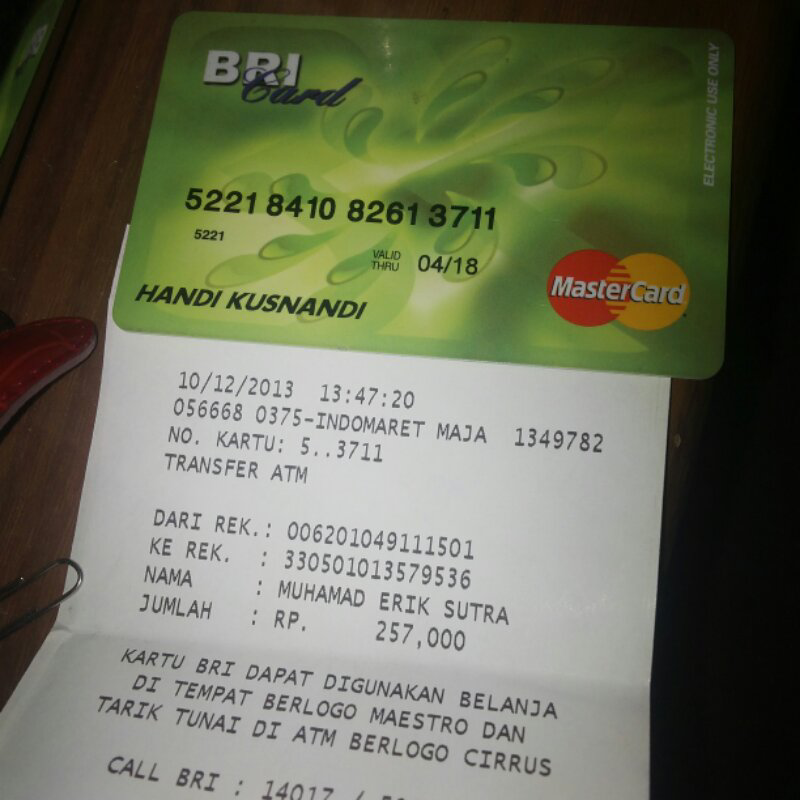 BRI
Card
ELECTRONIC USE ONLY
5221 8410 8261 3711
5221
VALID THRU 04/18
HANDI KUSNANDI
MasterCard
10/12/2013 13:47:20
056668 0375-INDOMARET MAJA 1349782
NO. KARTU: 5..3711
TRANSFER ATM
DARI REK.: 006201049111501
KE REK. : 330501013579536
NAMA : MUHAMAD ERIK SUTRA
JUMLAH : RP. 257,000
KARTU BRI DAPAT DIGUNAKAN BELANJA
DI TEMPAT BERLOGO MAESTRO DAN
TARIK TUNAI DI ATM BERLOGO CIRRUS
CALL BRI : 14017 /